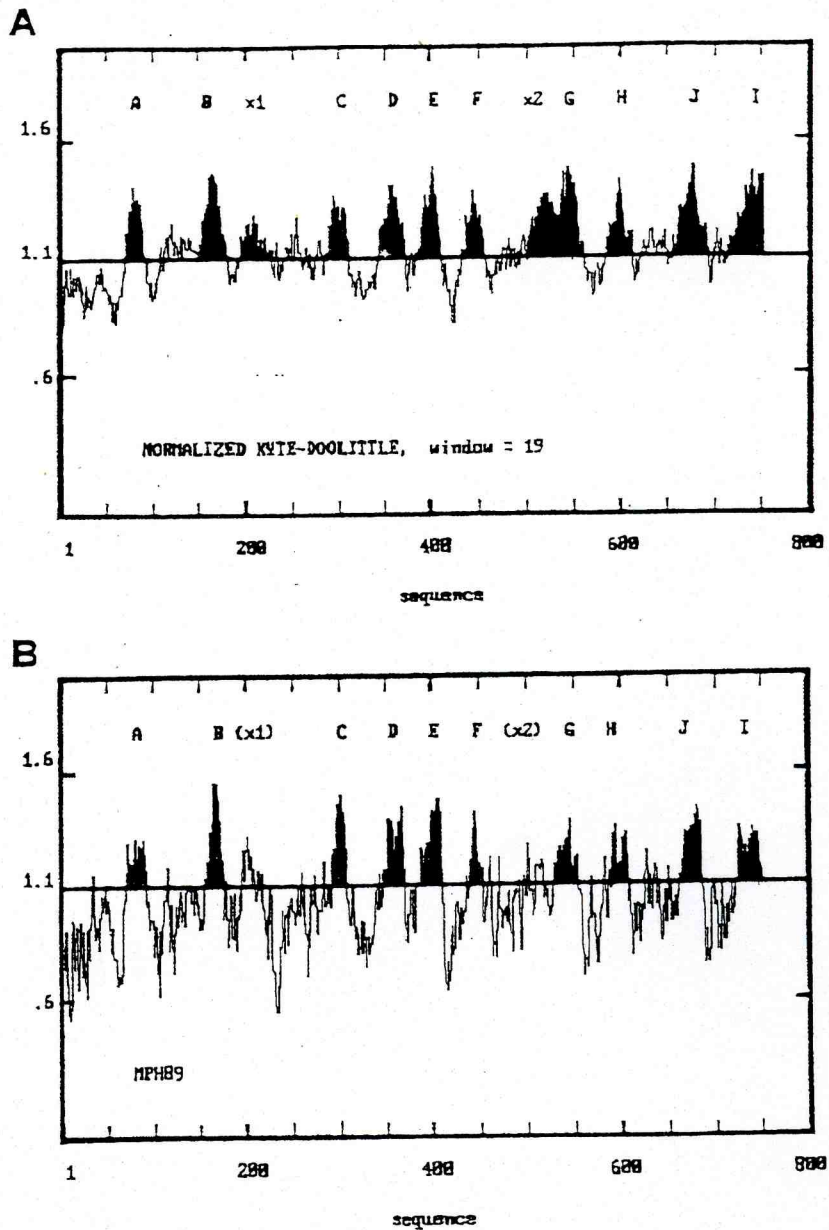 A
A B x1 C D E F x2 G H J I
1.6
1.1
.6
NORMALIZED KYTE-DOOLITTLE, window = 19
1 200 400 600 800
sequence
B
A B (x1) C D E F (x2) G H J I
1.6
1.1
.6
MPH89
1 200 400 600 800
sequence